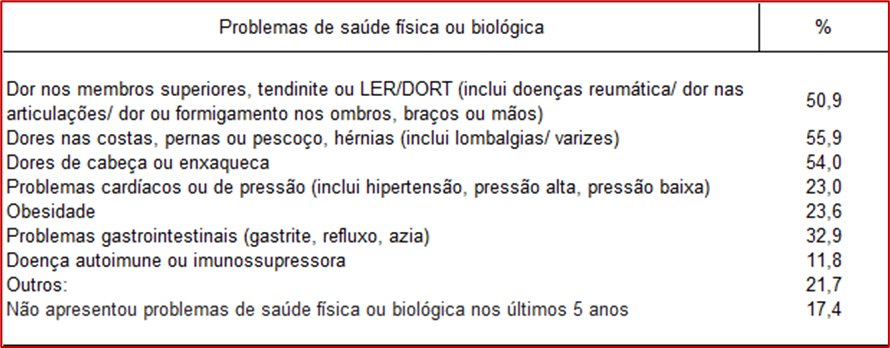 Problemas de saúde física ou biológica %
Dor nos membros superiores, tendinite ou LER/DORT (inclui doenças reumática/ dor nas
articulações/ dor ou formigamento nos ombros, braços ou mãos) 50,9
Dores nas costas, pernas ou pescoço, hérnias (inclui lombalgias/ varizes) 55,9
Dores de cabeça ou enxaqueca 54,0
Problemas cardíacos ou de pressão (inclui hipertensão, pressão alta, pressão baixa) 23,0
Obesidade 23,6
Problemas gastrointestinais (gastrite, refluxo, azia) 32,9
Doença autoimune ou imunossupressora 11,8
Outros: 21,7
Não apresentou problemas de saúde física ou biológica nos últimos 5 anos 17,4